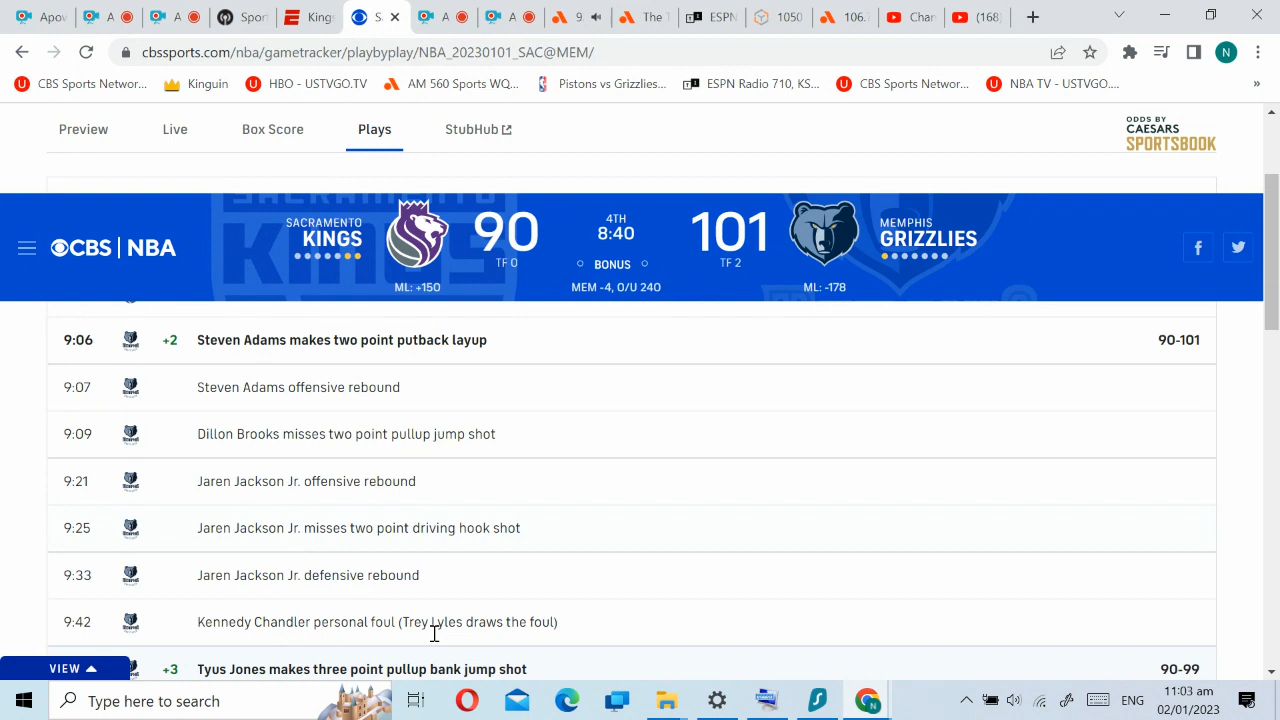 Apov
A
A
Spor
King
S
A
A
9
The T
ESPN
1050
106.7
Char
(168)
cbssports.com/nba/gametracker/playbyplay/NBA_20230101_SAC@MEM/
N
CBS Sports Networ...
Kinguin
HBO - USTVGO.TV
AM 560 Sports WQ...
Pistons vs Grizzlies...
ESPN Radio 710, KS...
CBS Sports Networ...
NBA TV - USTVGO....
»
Preview
Live
Box Score
Plays
StubHub
ODDS BY
CAESARS
SPORTSBOOK
CBS | NBA
SACRAMENTO
KINGS
90
TF 0
ML: +150
4TH
8:40
BONUS
MEM -4, O/U 240
101
TF 2
MEMPHIS
GRIZZLIES
ML: -178
9:06 +2 Steven Adams makes two point putback layup 90-101
9:07 Steven Adams offensive rebound
9:09 Dillon Brooks misses two point pullup jump shot
9:21 Jaren Jackson Jr. offensive rebound
9:25 Jaren Jackson Jr. misses two point driving hook shot
9:33 Jaren Jackson Jr. defensive rebound
9:42 Kennedy Chandler personal foul (Trey Lyles draws the foul)
+3 Tyus Jones makes three point pullup bank jump shot 90-99
VIEW
Type here to search
ENG
11:03 am
02/01/2023